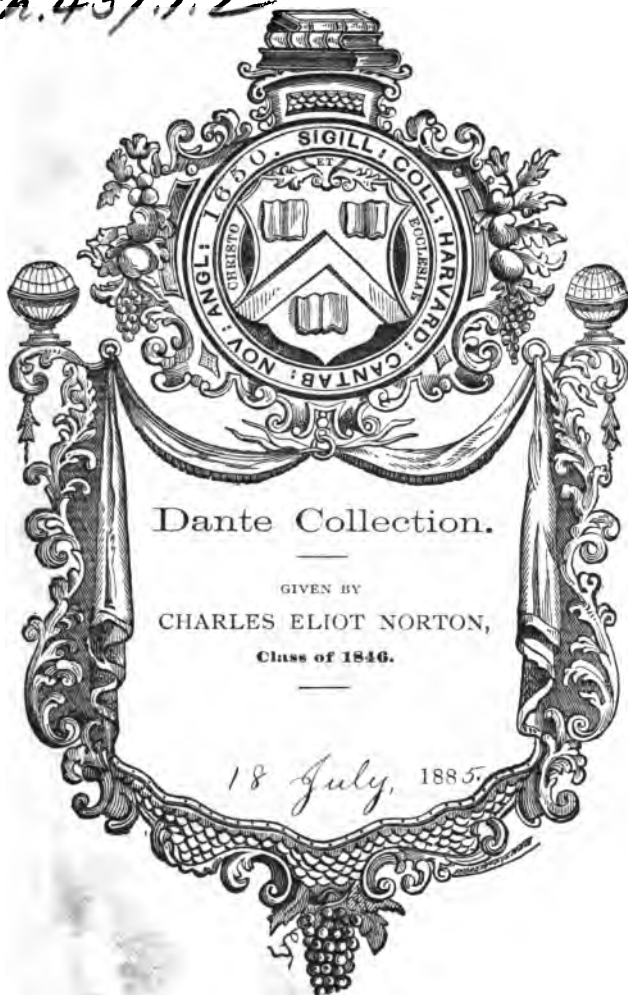 SIGILL: COLL: HARVARD: CANTAB: NOV: ANGL: 1650.
ET
CHRISTO
ECCLESIAE
Dante Collection.
GIVEN BY
CHARLES ELIOT NORTON,
Class of 1846.
18 July, 1885.